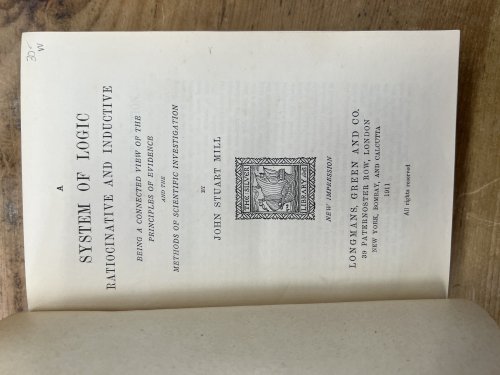 30/-
W
A
SYSTEM OF LOGIC
RATIOCINATIVE AND INDUCTIVE
BEING A CONNECTED VIEW OF THE
PRINCIPLES OF EVIDENCE
AND THE
METHODS OF SCIENTIFIC INVESTIGATION
BY
JOHN STUART MILL
THE SILVER
LIBRARY
NEW IMPRESSION
LONGMANS, GREEN AND CO.
39 PATERNOSTER ROW, LONDON
NEW YORK, BOMBAY, AND CALCUTTA
1911
All rights reserved